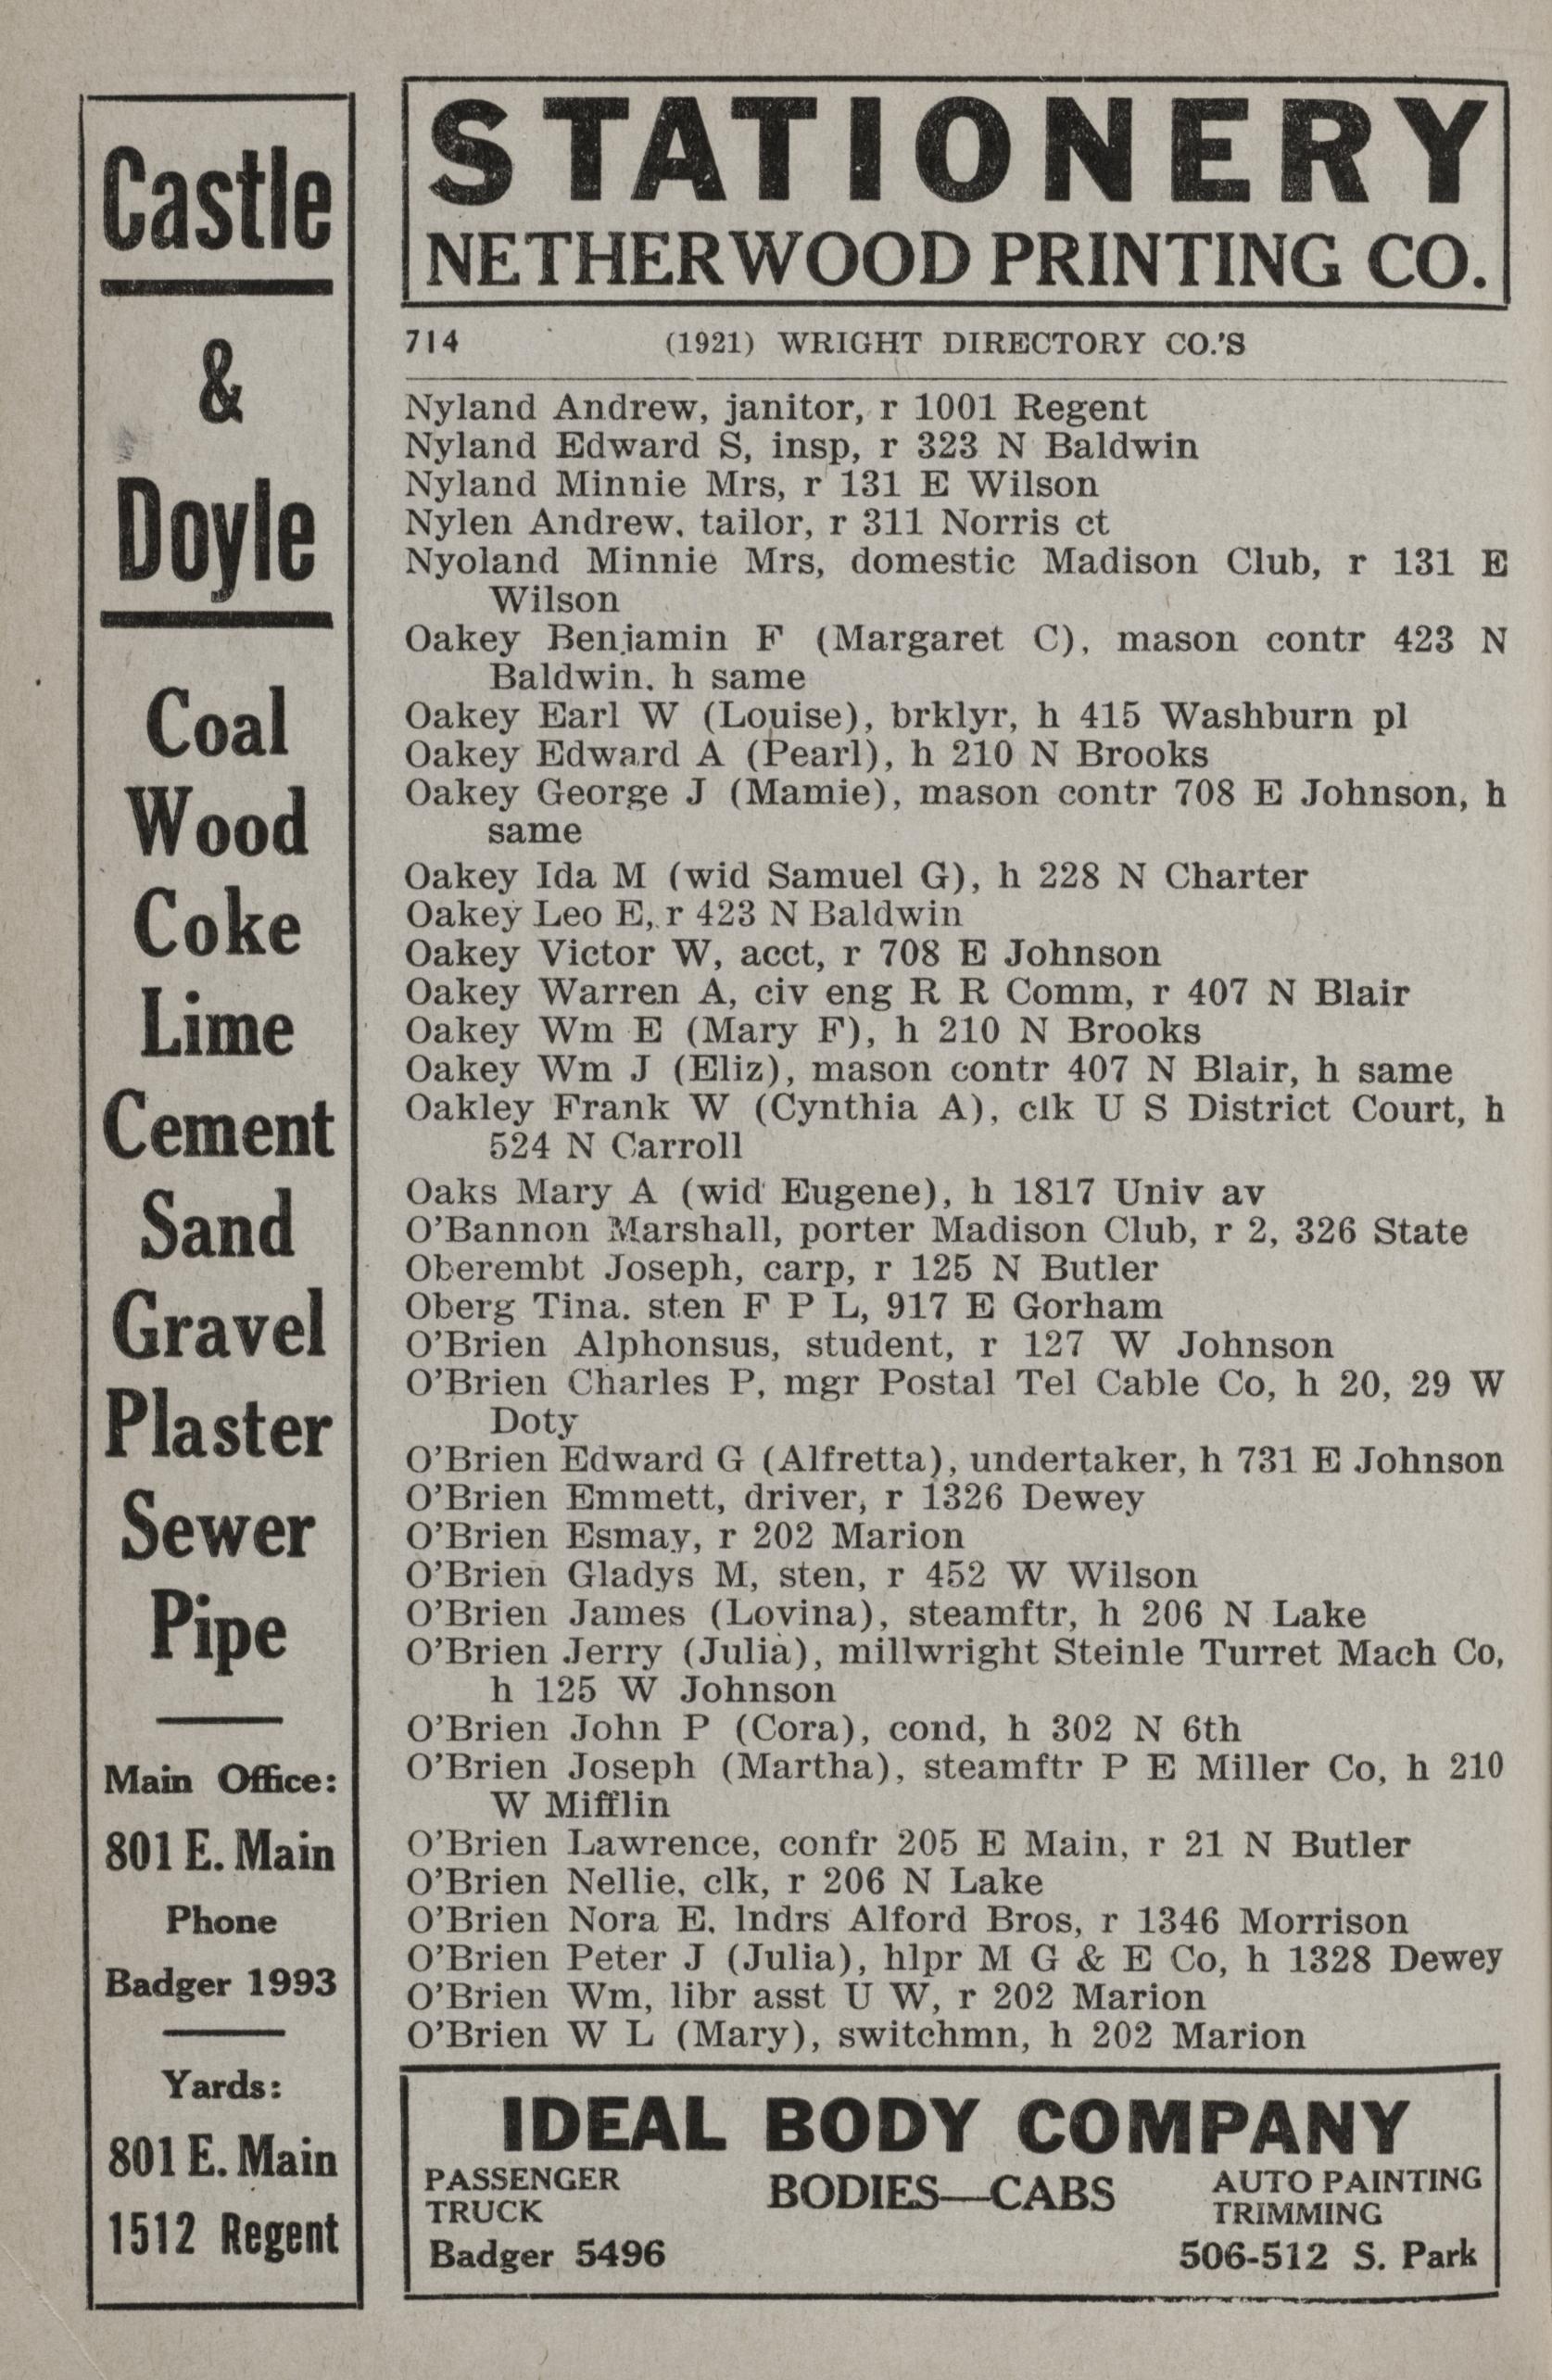 Castle
&
Doyle
Coal
Wood
Coke
Lime
Cement
Sand
Gravel
Plaster
Sewer
Pipe
Main Office:
801 E. Main
Phone
Badger 1993
Yards:
801 E. Main
1512 Regent
STATIONERY
NETHERWOOD PRINTING CO.
714 (1921) WRIGHT DIRECTORY CO.'S
Nyland Andrew, janitor, r 1001 Regent
Nyland Edward S, insp, r 323 N Baldwin
Nyland Minnie Mrs, r 131 E Wilson
Nylen Andrew, tailor, r 311 Norris ct
Nyoland Minnie Mrs, domestic Madison Club, r 131 E
Wilson
Oakey Benjamin F (Margaret C), mason contr 423 N
Baldwin, h same
Oakey Earl W (Louise), brklyr, h 415 Washburn pl
Oakey Edward A (Pearl), h 210 N Brooks
Oakey George J (Mamie), mason contr 708 E Johnson, h
same
Oakey Ida M (wid Samuel G), h 228 N Charter
Oakey Leo E, r 423 N Baldwin
Oakey Victor W, acct, r 708 E Johnson
Oakey Warren A, civ eng R R Comm, r 407 N Blair
Oakey Wm E (Mary F), h 210 N Brooks
Oakey Wm J (Eliz), mason contr 407 N Blair, h same
Oakley Frank W (Cynthia A), clk U S District Court, h
524 N Carroll
Oaks Mary A (wid Eugene), h 1817 Univ av
O'Bannon Marshall, porter Madison Club, r 2, 326 State
Oberembt Joseph, carp, r 125 N Butler
Oberg Tina. sten F P L, 917 E Gorham
O'Brien Alphonsus, student, r 127 W Johnson
O'Brien Charles P, mgr Postal Tel Cable Co, h 20, 29 W
Doty
O'Brien Edward G (Alfretta), undertaker, h 731 E Johnson
O'Brien Emmett, driver, r 1326 Dewey
O'Brien Esmay, r 202 Marion
O'Brien Gladys M, sten, r 452 W Wilson
O'Brien James (Lovina), steamftr, h 206 N Lake
O'Brien Jerry (Julia), millwright Steinle Turret Mach Co,
h 125 W Johnson
O'Brien John P (Cora), cond, h 302 N 6th
O'Brien Joseph (Martha), steamftr P E Miller Co, h 210
W Mifflin
O'Brien Lawrence, confr 205 E Main, r 21 N Butler
O'Brien Nellie, clk, r 206 N Lake
O'Brien Nora E, lndrs Alford Bros, r 1346 Morrison
O'Brien Peter J (Julia), hlpr M G & E Co, h 1328 Dewey
O'Brien Wm, libr asst U W, r 202 Marion
O'Brien W L (Mary), switchmn, h 202 Marion
IDEAL BODY COMPANY
PASSENGER
TRUCK
BODIES—CABS
AUTO PAINTING
TRIMMING
Badger 5496
506-512 S. Park